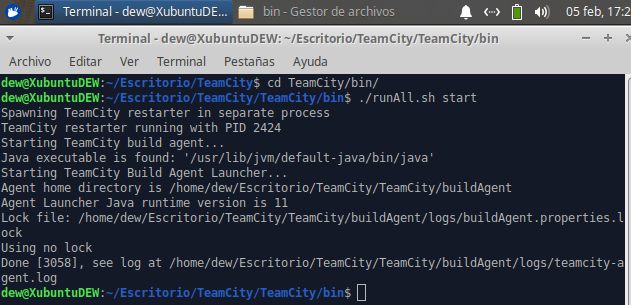 Terminal - dew@XubuntuDE...
bin - Gestor de archivos
05 feb, 17:2
Terminal - dew@XubuntuDEW: ~/Escritorio/TeamCity/TeamCity/bin
Archivo Editar Ver Terminal Pestañas Ayuda
dew@XubuntuDEW:~/Escritorio/TeamCity$ cd TeamCity/bin/
dew@XubuntuDEW:~/Escritorio/TeamCity/TeamCity/bin$ ./runAll.sh start
Spawning TeamCity restarter in separate process
TeamCity restarter running with PID 2424
Starting TeamCity build agent...
Java executable is found: '/usr/lib/jvm/default-java/bin/java'
Starting TeamCity Build Agent Launcher...
Agent home directory is /home/dew/Escritorio/TeamCity/TeamCity/buildAgent
Agent Launcher Java runtime version is 11
Lock file: /home/dew/Escritorio/TeamCity/TeamCity/buildAgent/logs/buildAgent.properties.l
ock
Using no lock
Done [3058], see log at /home/dew/Escritorio/TeamCity/TeamCity/buildAgent/logs/teamcity-a
gent.log
dew@XubuntuDEW:~/Escritorio/TeamCity/TeamCity/bin$